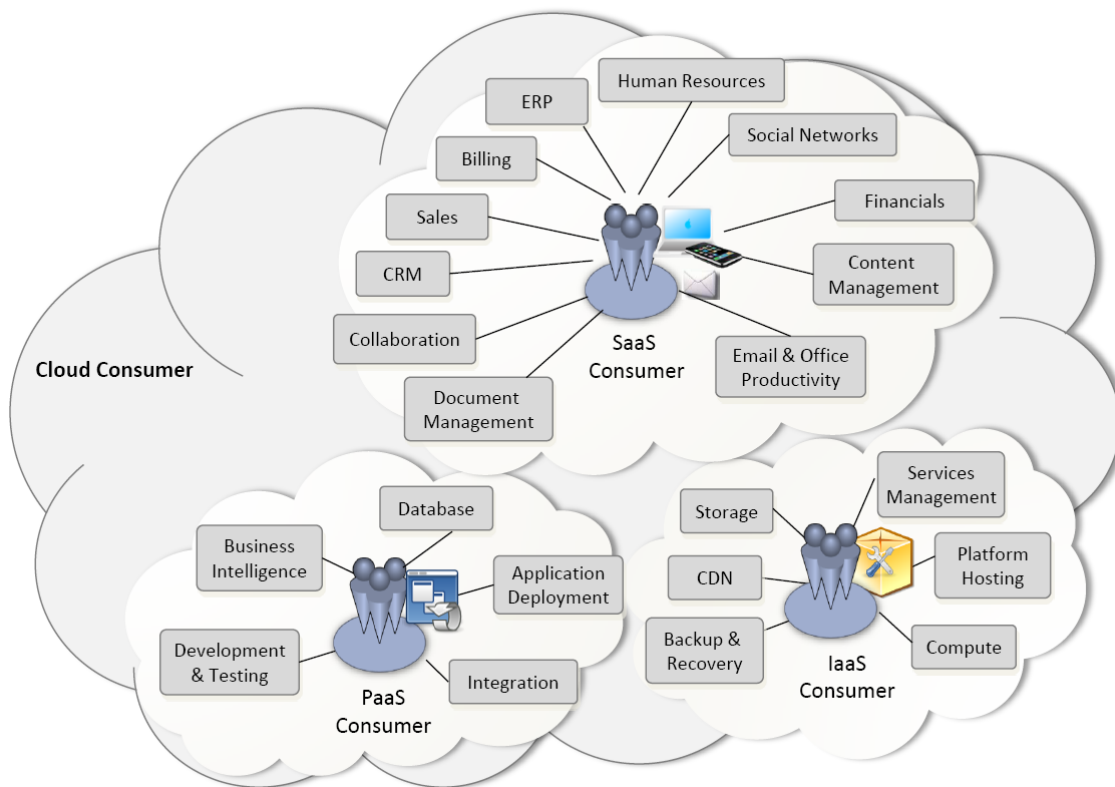 Human Resources
ERP
Social Networks
Billing
Sales
Financials
CRM
Content
Management
Collaboration
SaaS
Consumer
Email & Office
Productivity
Document
Management
Cloud Consumer
Database
Business
Intelligence
Application
Deployment
Development
& Testing
Integration
PaaS
Consumer
Services
Management
Storage
Platform
Hosting
CDN
Backup &
Recovery
Compute
IaaS
Consumer